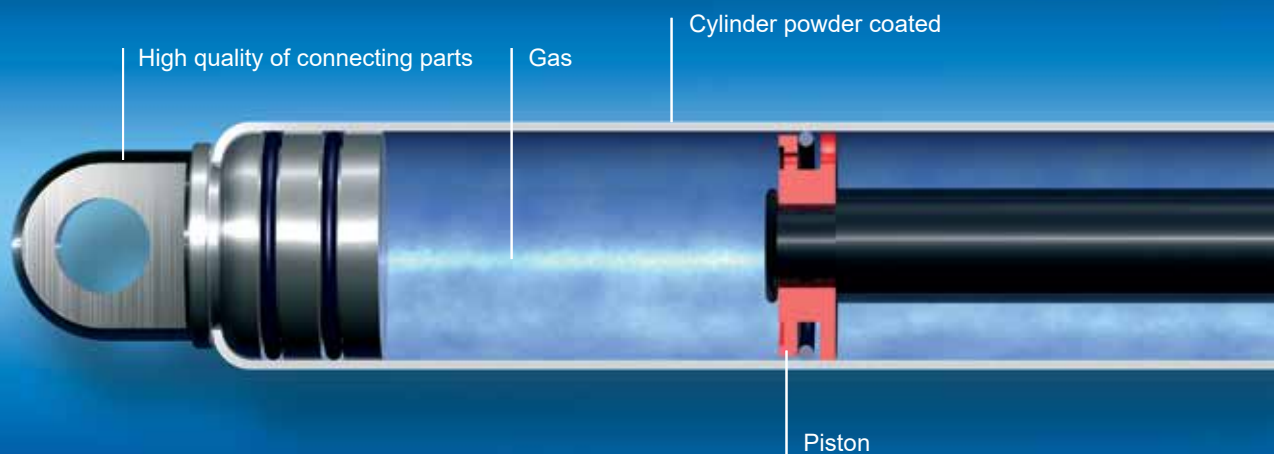 Cylinder powder coated
High quality of connecting parts
Gas
Piston